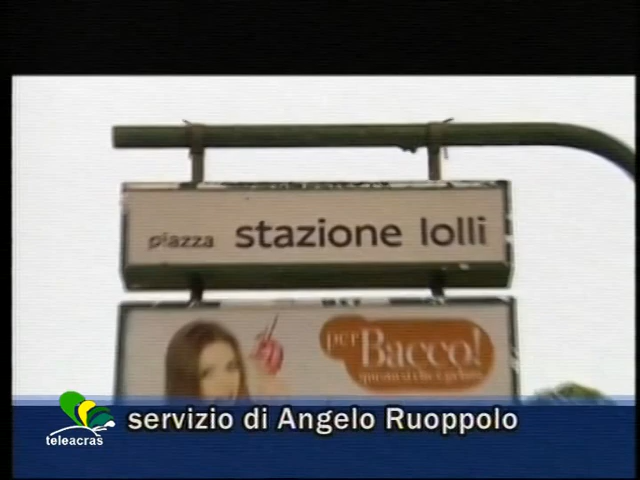 piazza stazione lolli
per Bacco!
servizio di Angelo Ruoppolo
teleacras